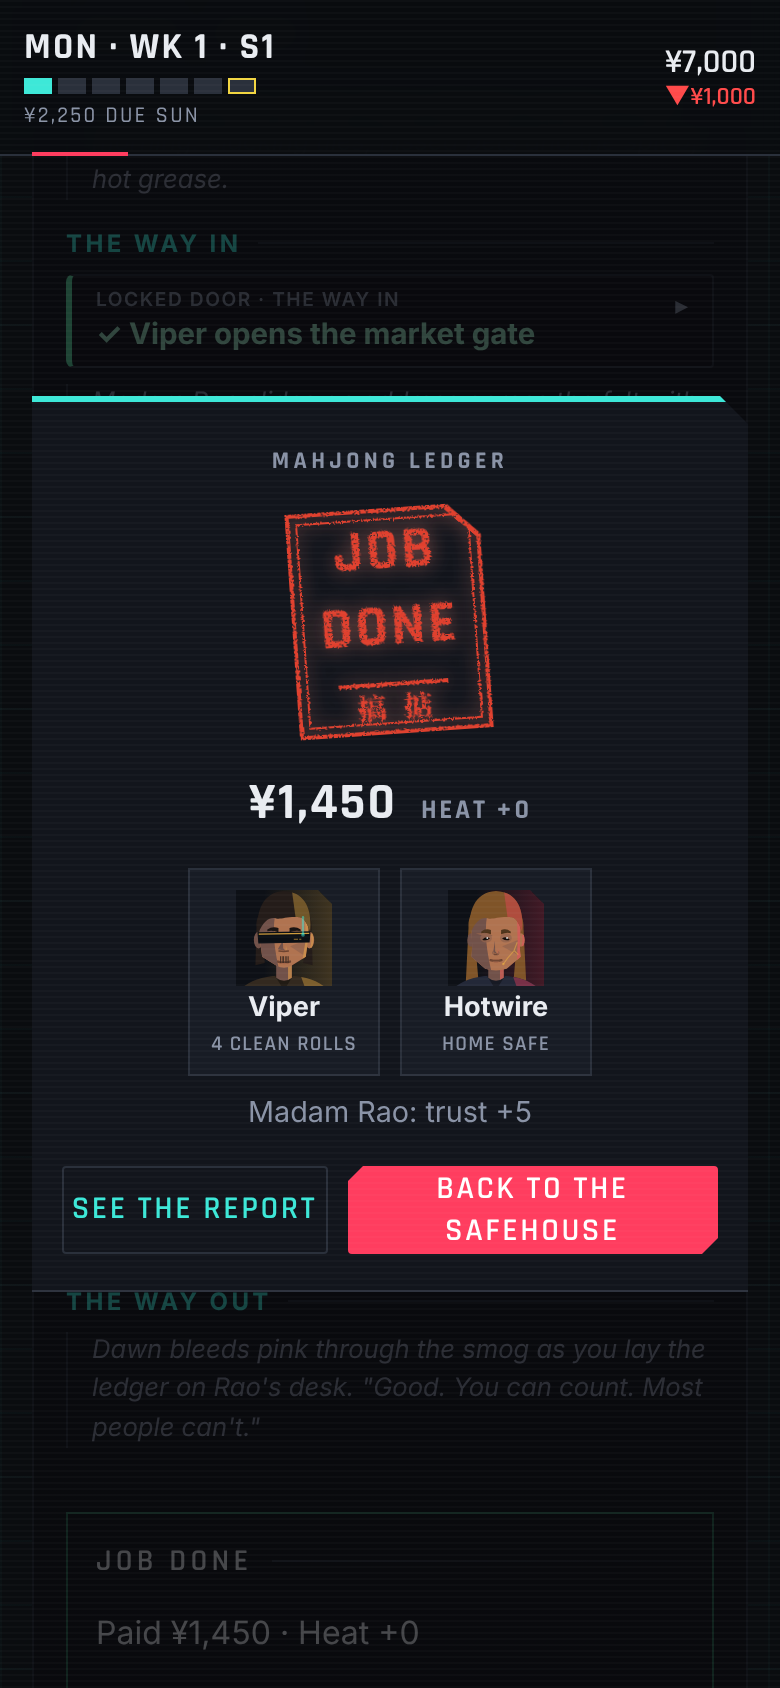 MON · WK 1 · S1
¥2,250 DUE SUN
¥7,000
▼¥1,000
hot grease.
THE WAY IN
LOCKED DOOR · THE WAY IN
✓ Viper opens the market gate
MAHJONG LEDGER
JOB
DONE
搞掂
¥1,450 HEAT +0
Viper
4 CLEAN ROLLS
Hotwire
HOME SAFE
Madam Rao: trust +5
SEE THE REPORT
BACK TO THE
SAFEHOUSE
THE WAY OUT
Dawn bleeds pink through the smog as you lay the
ledger on Rao's desk. "Good. You can count. Most
people can't."
JOB DONE
Paid ¥1,450 · Heat +0